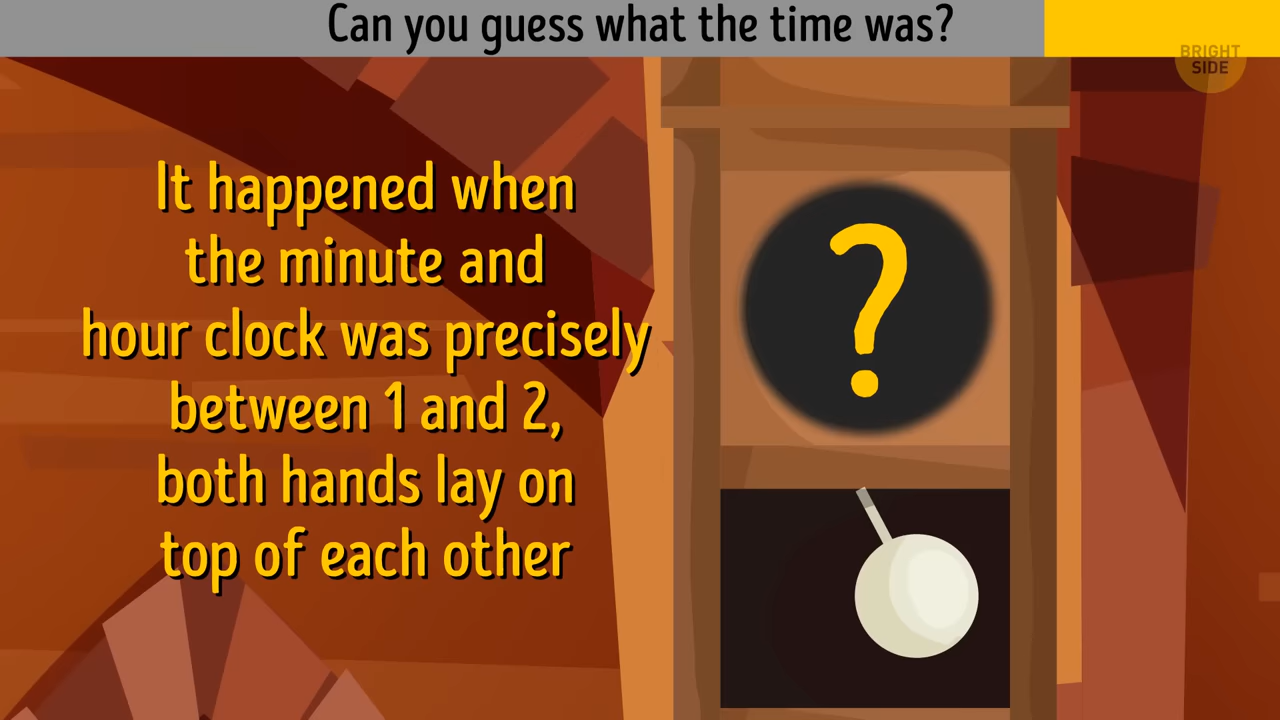 Can you guess what the time was?
BRIGHT
SIDE
It happened when
the minute and
hour clock was precisely
between 1 and 2,
both hands lay on
top of each other
?